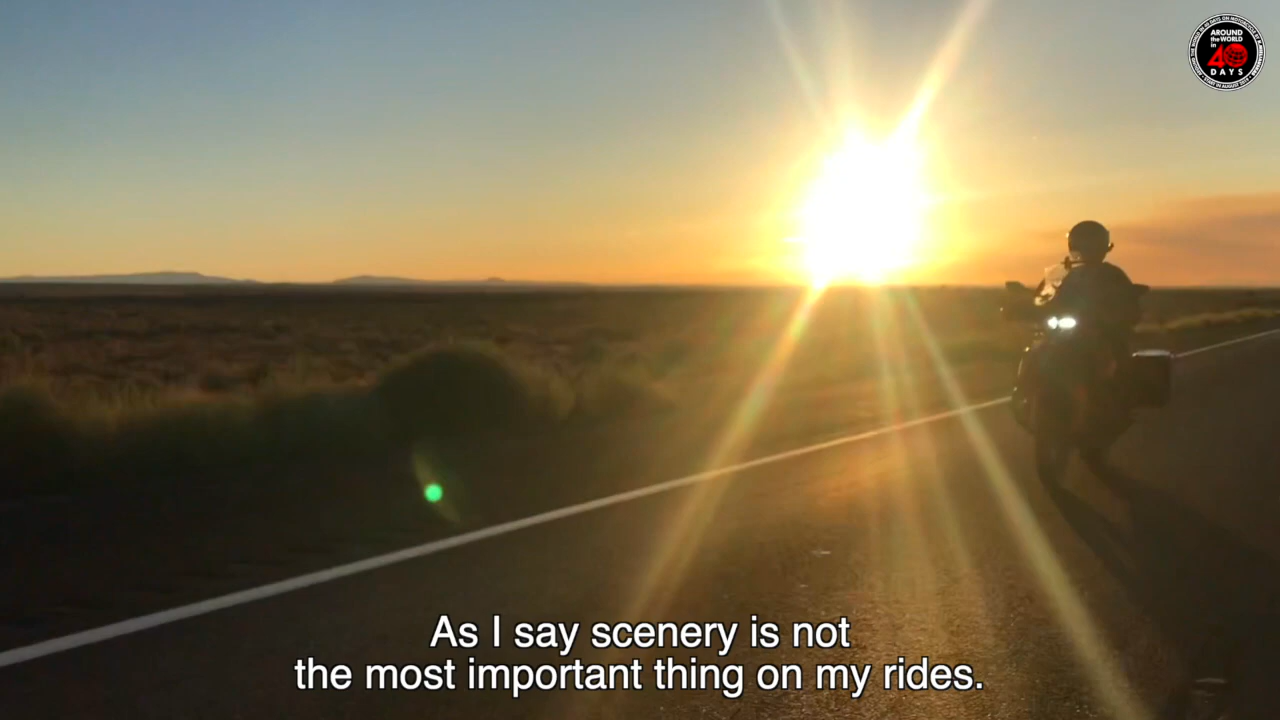 AROUND
the WORLD
in
40
DAYS
As I say scenery is not
the most important thing on my rides.